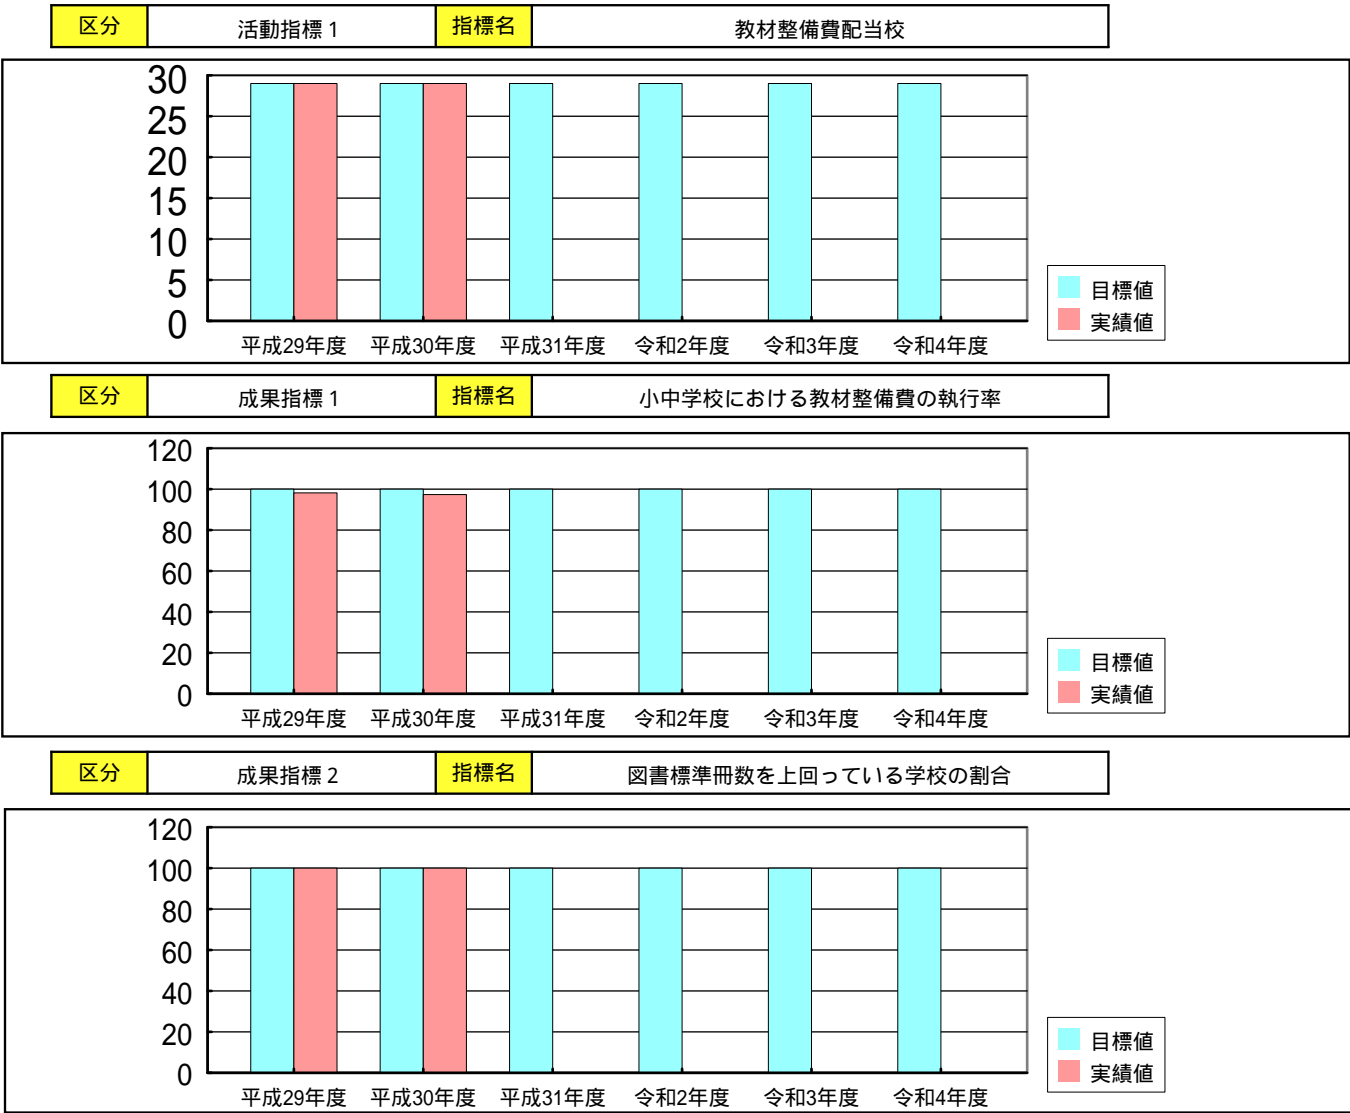 区分 活動指標1 指標名 教材整備費配当校
30
25
20
15
10
5
0
平成29年度 平成30年度 平成31年度 令和2年度 令和3年度 令和4年度
目標値
実績値
区分 成果指標1 指標名 小中学校における教材整備費の執行率
120
100
80
60
40
20
0
平成29年度 平成30年度 平成31年度 令和2年度 令和3年度 令和4年度
目標値
実績値
区分 成果指標2 指標名 図書標準冊数を上回っている学校の割合
120
100
80
60
40
20
0
平成29年度 平成30年度 平成31年度 令和2年度 令和3年度 令和4年度
目標値
実績値